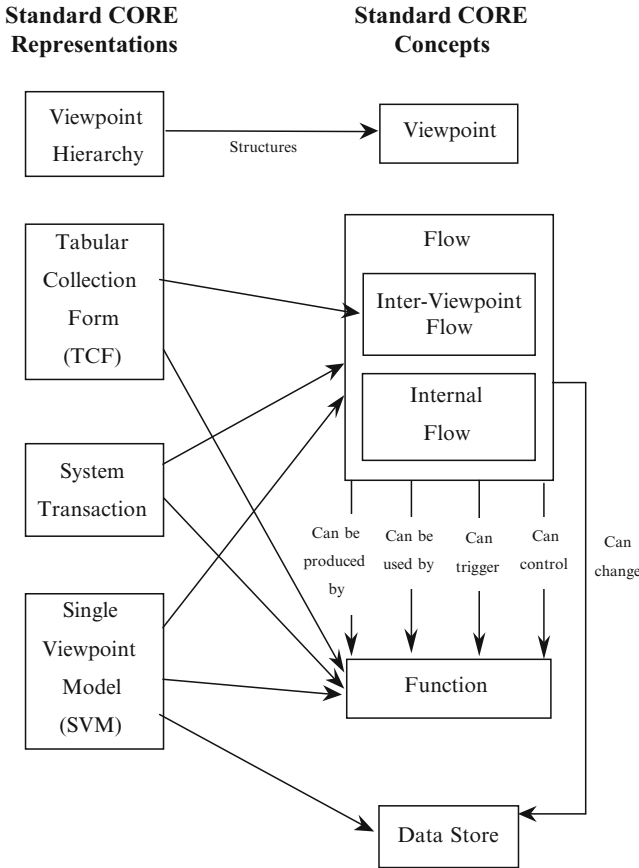 Standard CORE
Representations
Standard CORE
Concepts
Viewpoint
Hierarchy
Structures
Viewpoint
Tabular
Collection
Form
(TCF)
Flow
Inter-Viewpoint
Flow
Internal
Flow
System
Transaction
Can be
produced
by
Can be
used by
Can
trigger
Can
control
Can
change
Single
Viewpoint
Model
(SVM)
Function
Data Store